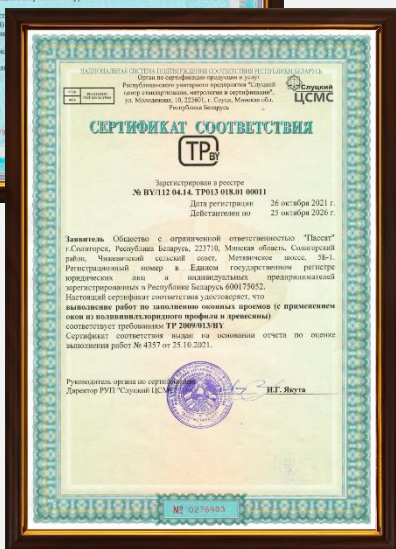 НАЦИОНАЛЬНАЯ СИСТЕМА ПОДТВЕРЖДЕНИЯ СООТВЕТСТВИЯ РЕСПУБЛИКИ БЕЛАРУСЬ
Орган по сертификации продукции и услуг
Республиканского унитарного предприятия "Слуцкий
центр стандартизации, метрологии и сертификации",
ул. Молодежная, 10, 223601, г. Слуцк, Минская обл.
Республика Беларусь
Слуцкий
ЦСМС
СЕРТИФИКАТ СООТВЕТСТВИЯ
ТР BY
Зарегистрирован в реестре
№ BY/112 04.14. ТР013 018.01 00011
Дата регистрации 26 октября 2021 г.
Действителен по 25 октября 2026 г.
Заявитель Общество с ограниченной ответственностью "Пассат"
г.Солигорск, Республика Беларусь, 223710, Минская область, Солигорский
район, Чижевичский сельский совет, Метявичское шоссе, 5Б-1.
Регистрационный номер в Едином государственном регистре
юридических лиц и индивидуальных предпринимателей
зарегистрированных в Республике Беларусь 600175052.
Настоящий сертификат соответствия удостоверяет, что
выполнение работ по заполнению оконных проемов (с применением
окон из поливинилхлоридного профиля и древесины)
соответствует требованиям ТР 2009/013/BY
Сертификат соответствия выдан на основании отчета по оценке
выполнения работ № 4357 от 25.10.2021.
Руководитель органа по сертификации
Директор РУП "Слуцкий ЦСМС"
И.Г. Якута
№ 0276903